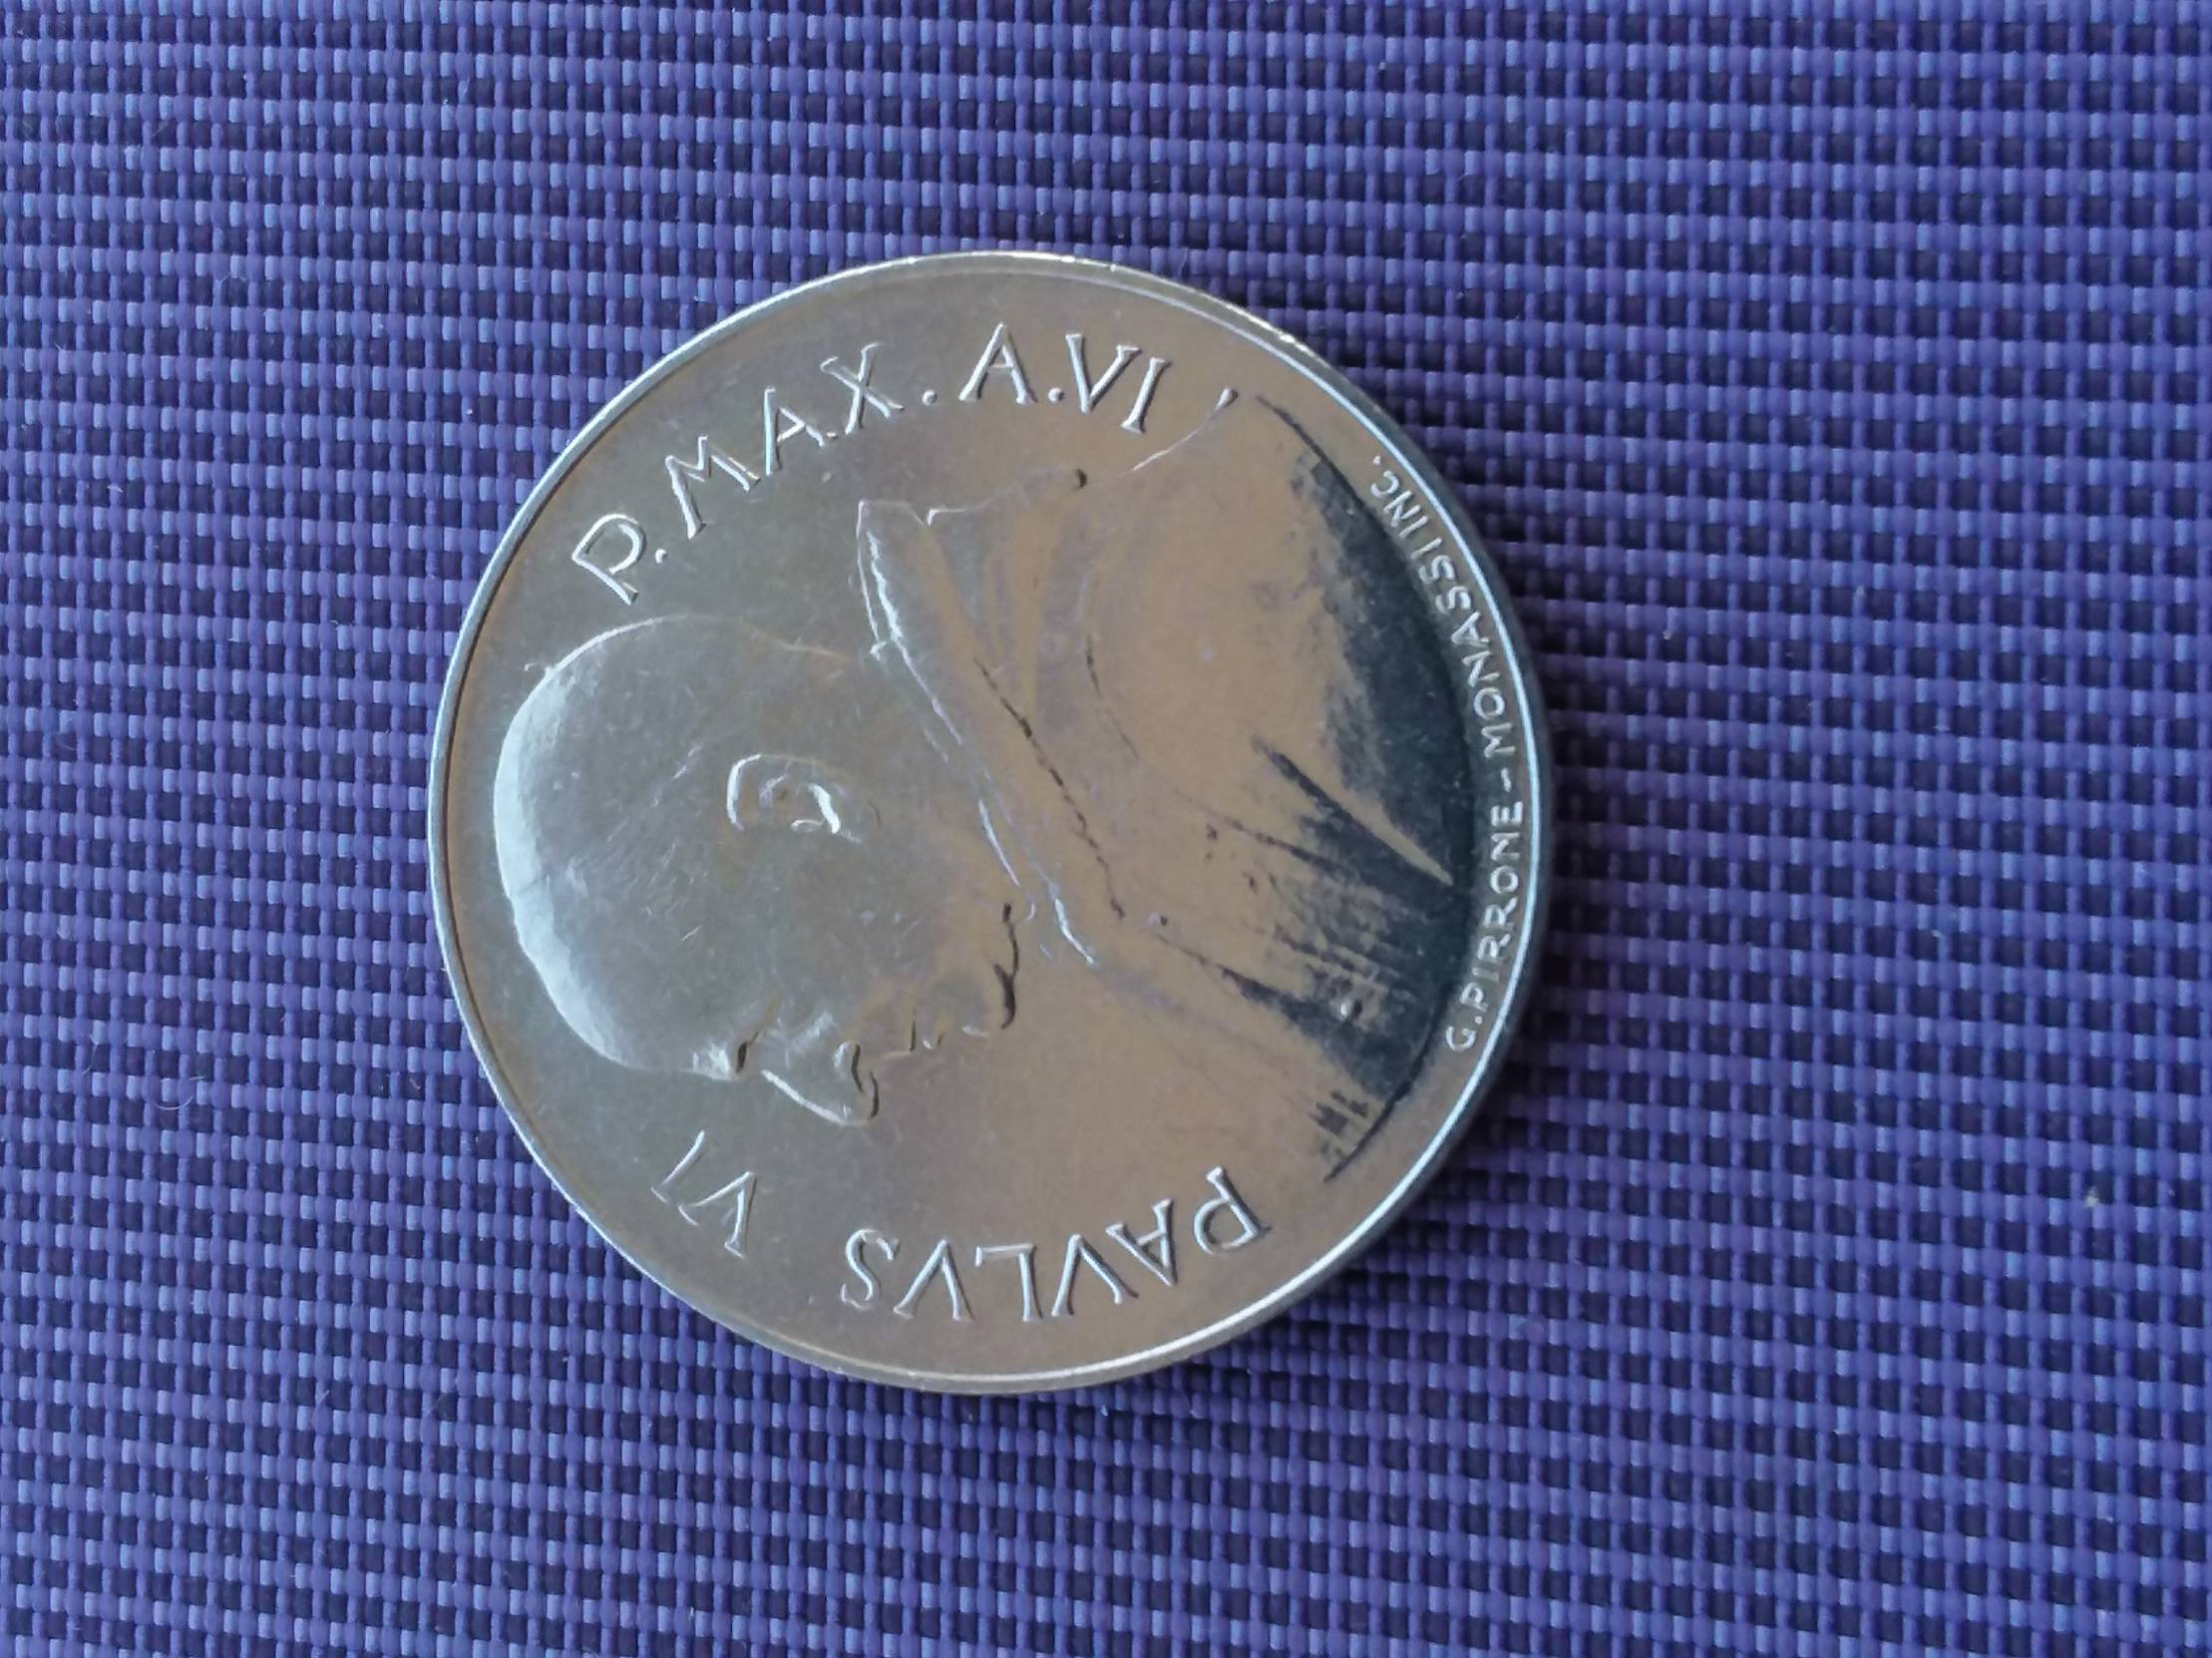 PAVLVS VI
P. MAX. A. VI
G. PIRRONE - MONASSI INC.